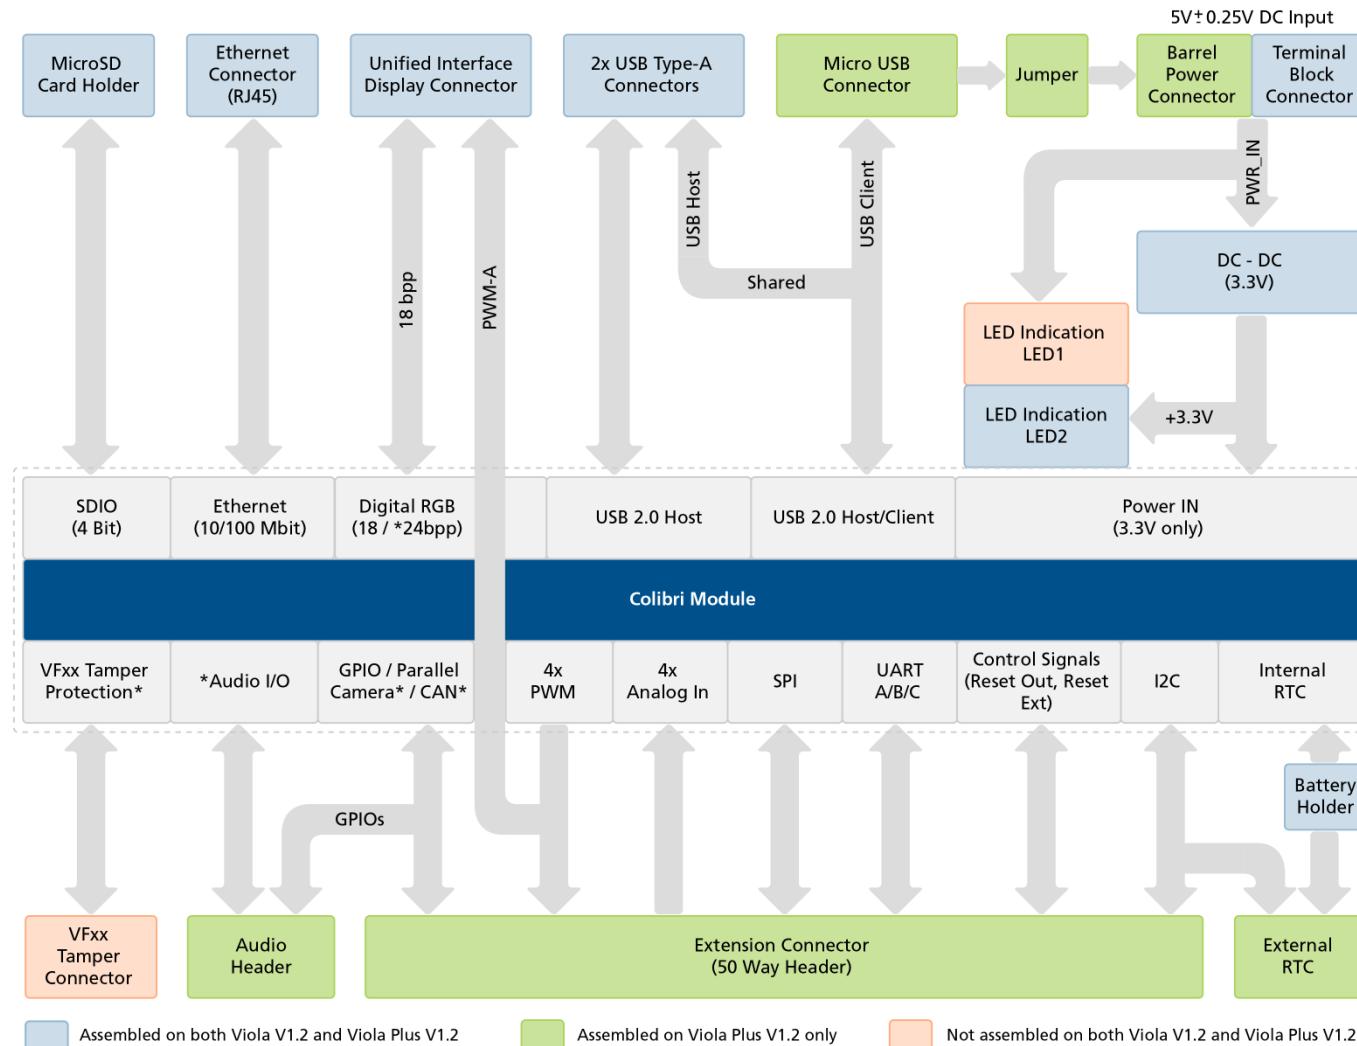 5V±0.25V DC Input
MicroSD
Card Holder
Ethernet
Connector
(RJ45)
Unified Interface
Display Connector
2x USB Type-A
Connectors
Micro USB
Connector
Jumper
Barrel
Power
Connector
Terminal
Block
Connector
PWR_IN
USB Host
USB Client
Shared
18 bpp
PWM-A
DC - DC
(3.3V)
LED Indication
LED1
LED Indication
LED2
+3.3V
SDIO
(4 Bit)
Ethernet
(10/100 Mbit)
Digital RGB
(18 / *24bpp)
USB 2.0 Host
USB 2.0 Host/Client
Power IN
(3.3V only)
Colibri Module
VFxx Tamper
Protection*
*Audio I/O
GPIO / Parallel
Camera* / CAN*
4x
PWM
4x
Analog In
SPI
UART
A/B/C
Control Signals
(Reset Out, Reset
Ext)
I2C
Internal
RTC
Battery
Holder
GPIOs
VFxx
Tamper
Connector
Audio
Header
Extension Connector
(50 Way Header)
External
RTC
Assembled on both Viola V1.2 and Viola Plus V1.2
Assembled on Viola Plus V1.2 only
Not assembled on both Viola V1.2 and Viola Plus V1.2